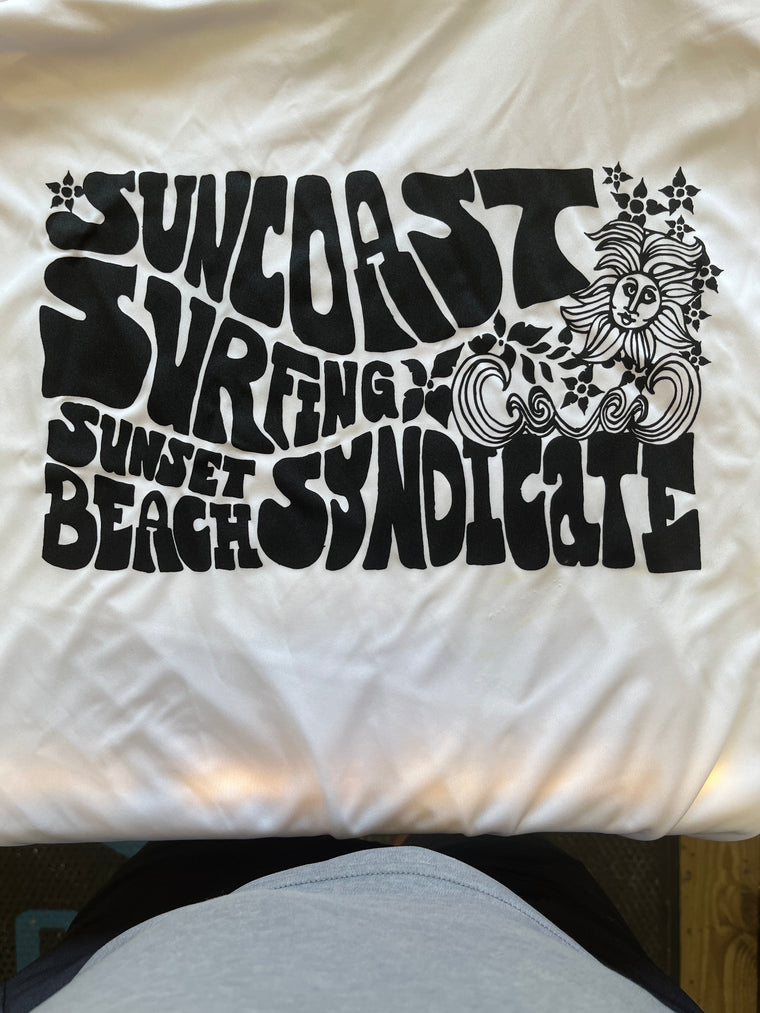 SUNCOAST
SURFiNG
SUNSET
BEACH SYNDICaTE